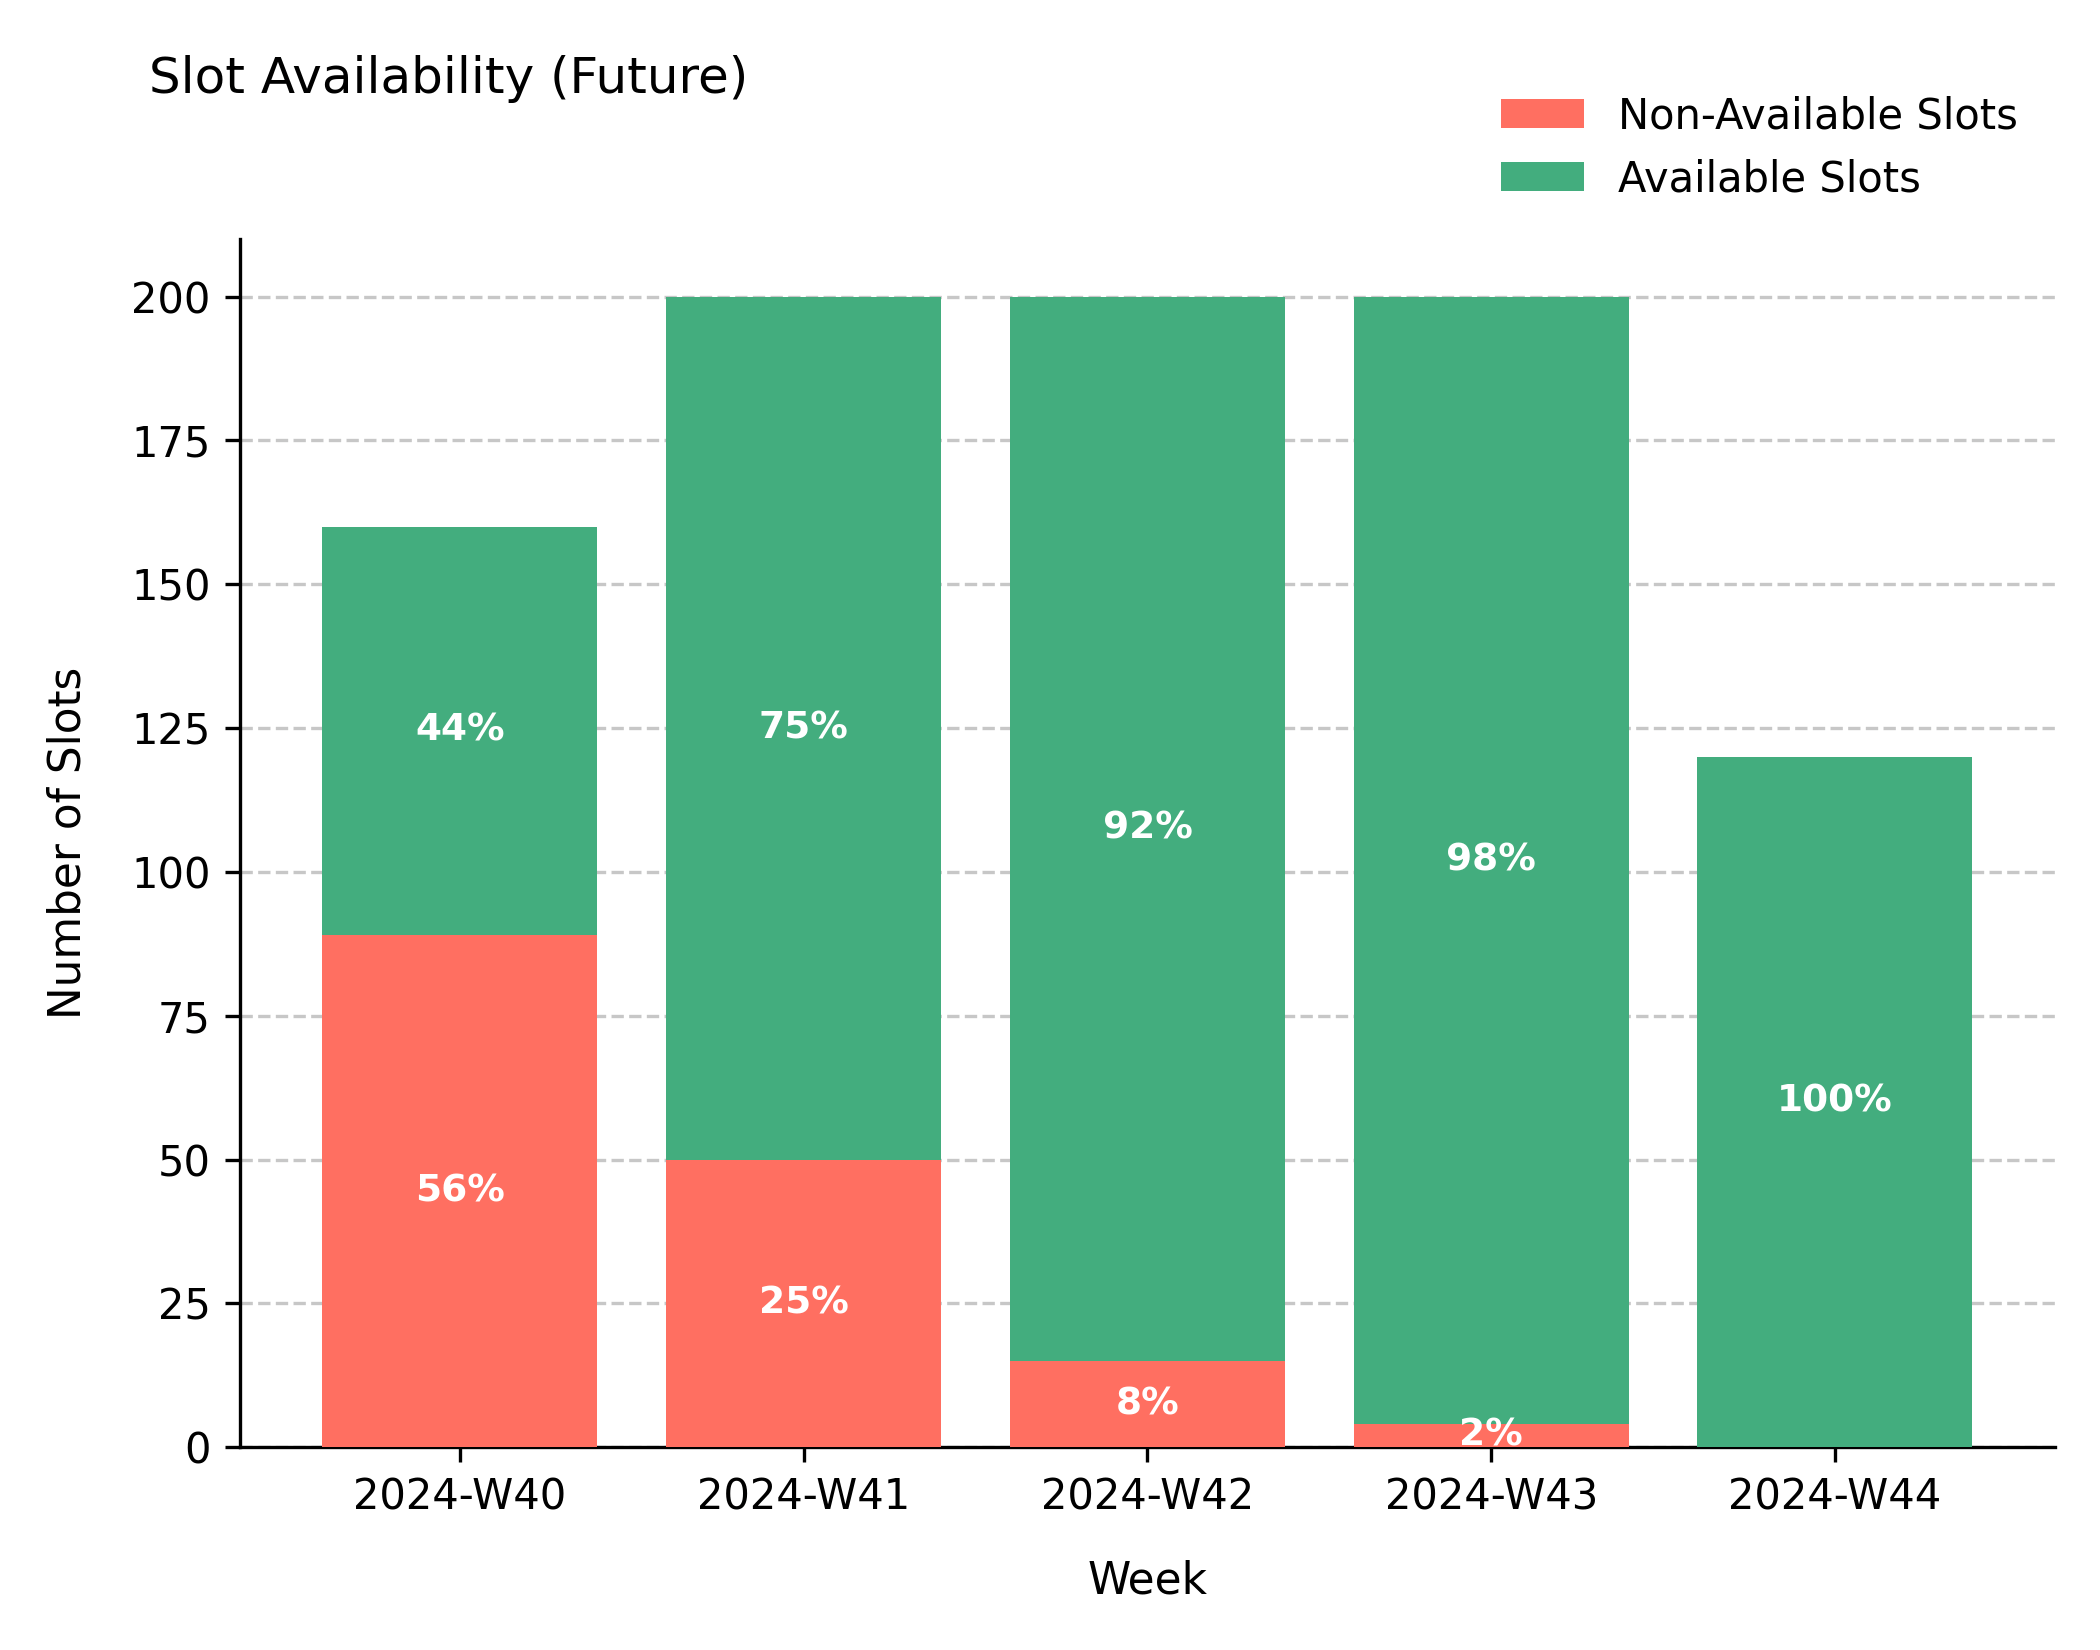 Slot Availability (Future)
Non-Available Slots
Available Slots
Number of Slots
200
175
150
125
100
75
50
25
0
44%
56%
75%
25%
92%
8%
98%
2%
100%
2024-W40
2024-W41
2024-W42
2024-W43
2024-W44
Week